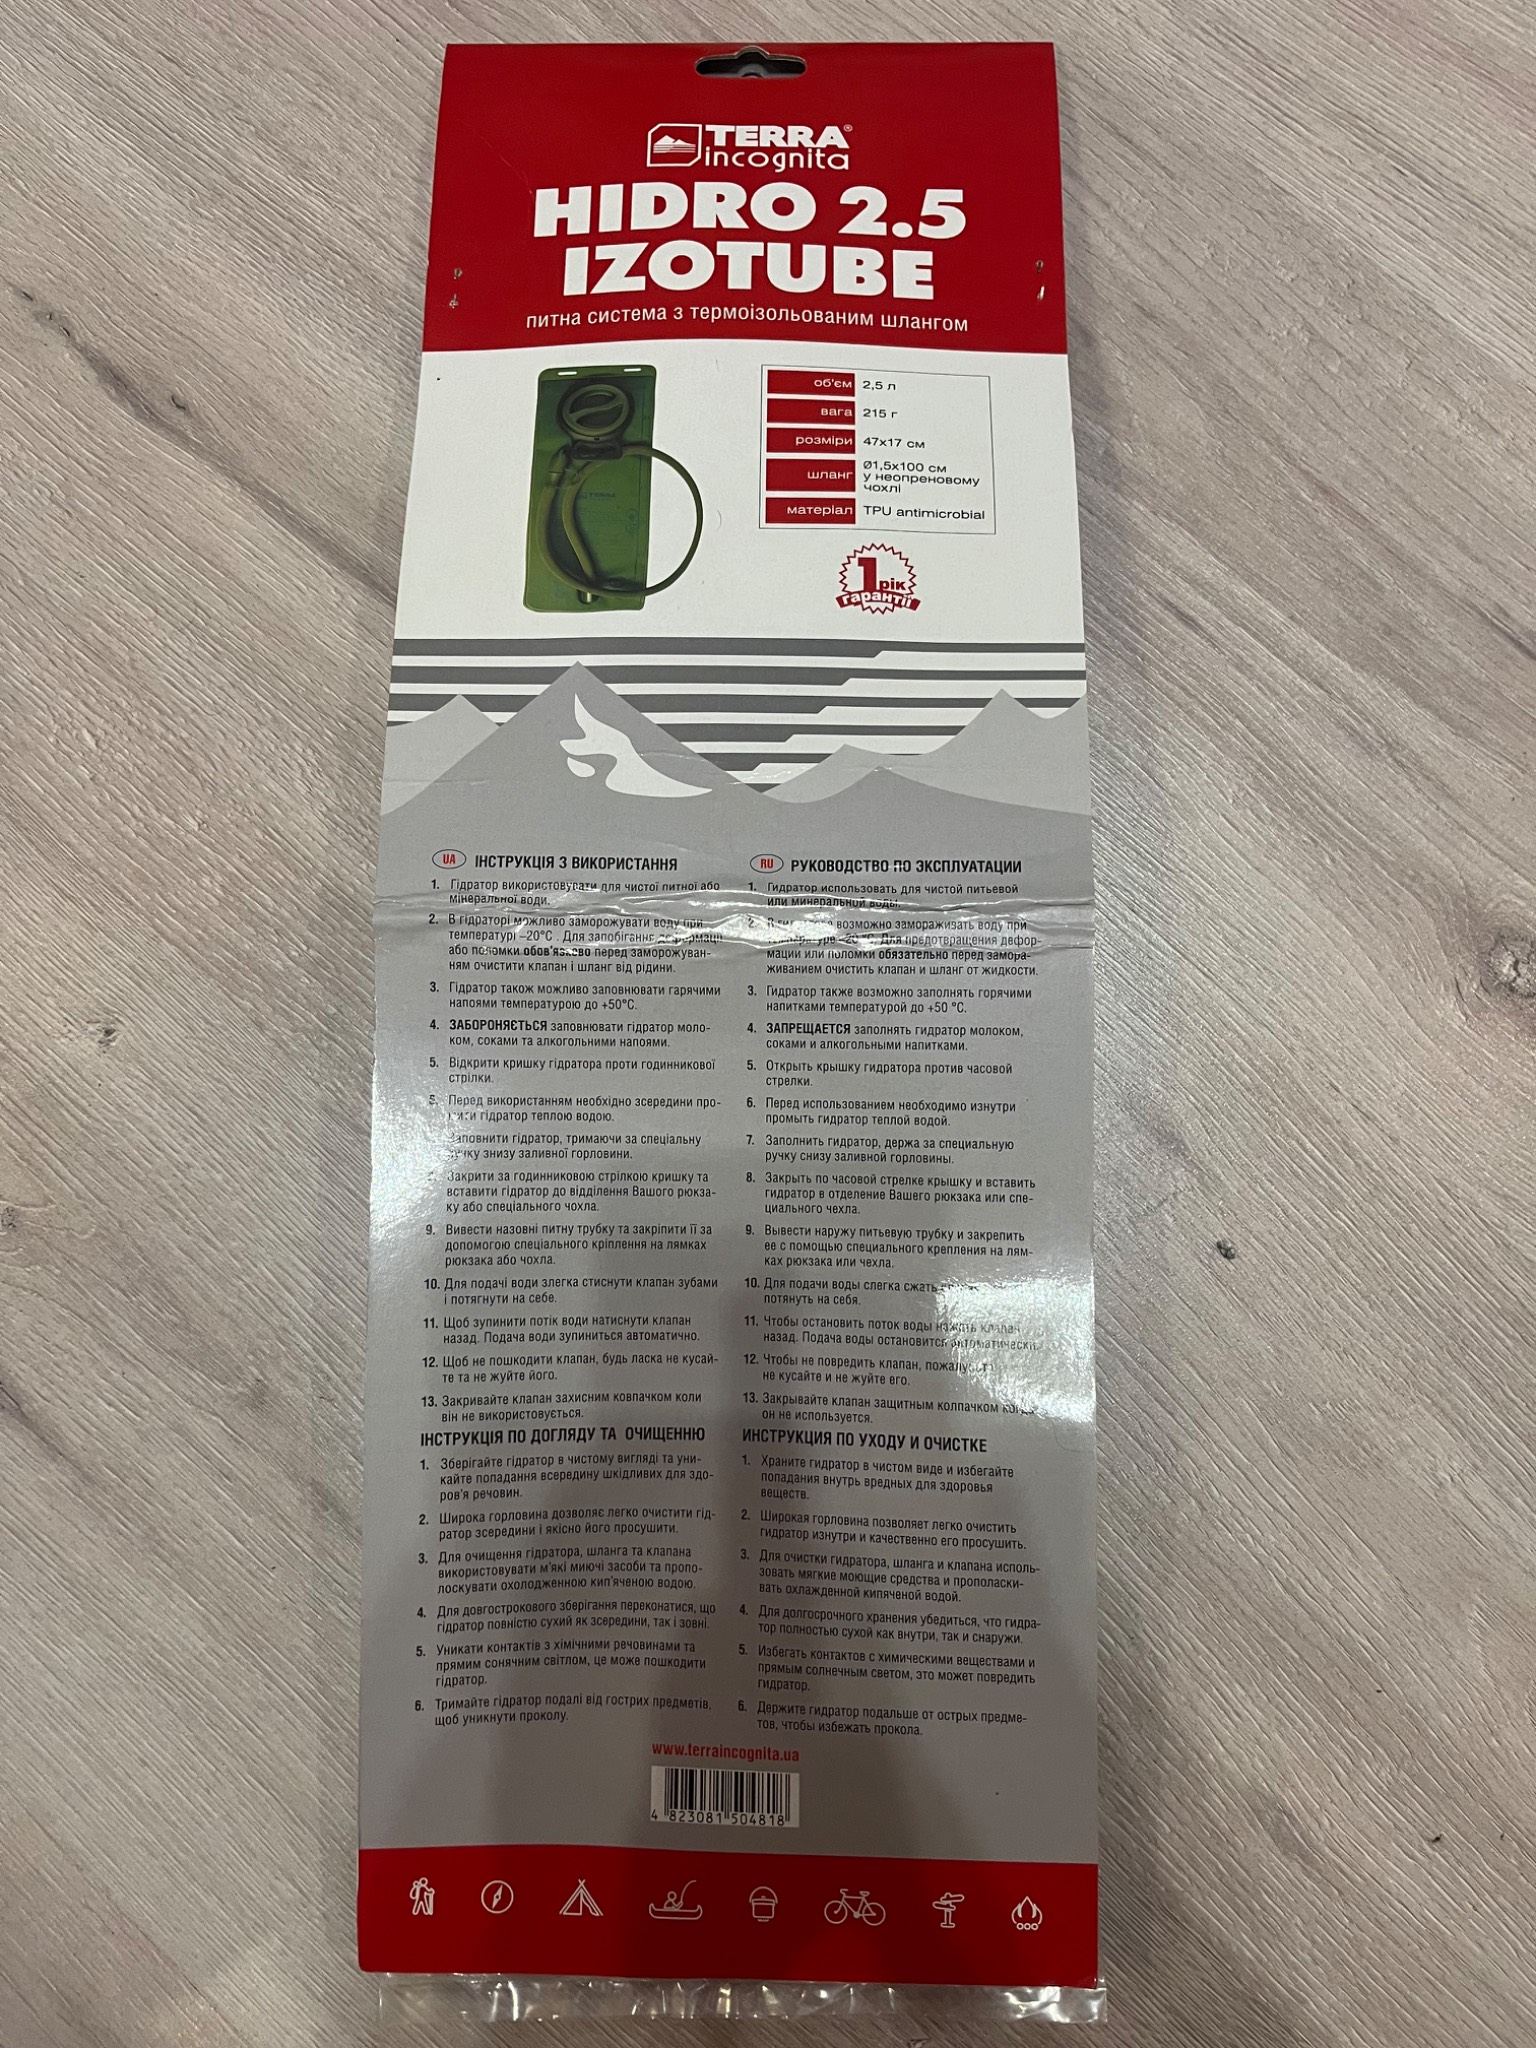 TERRA®
incognita
HIDRO 2.5
IZOTUBE
питна система з термоізольованим шлангом
об'єм 2,5 л
вага 215 г
розміри 47x17 см
шланг Ø1,5x100 см
у неопреновому
чохлі
матеріал TPU antimicrobial
1 рік
гарантії
UA ІНСТРУКЦІЯ З ВИКОРИСТАННЯ
1. Гідратор використовувати для чистої питної або
мінеральної води.
2. В гідраторі можливо заморожувати воду при
температурі –20°C . Для запобігання деформації
або поломки обов'язково перед заморожуван-
ням очистити клапан і шланг від рідини.
3. Гідратор також можливо заповнювати гарячими
напоями температурою до +50°C.
4. ЗАБОРОНЯЄТЬСЯ заповнювати гідратор моло-
ком, соками та алкогольними напоями.
5. Відкрити кришку гідратора проти годинникової
стрілки.
Перед використанням необхідно зсередини про-
мити гідратор теплою водою.
Заповнити гідратор, тримаючи за спеціальну
ручку знизу заливної горловини.
Закрити за годинниковою стрілкою кришку та
вставити гідратор до відділення Вашого рюкза-
ку або спеціального чохла.
9. Вивести назовні питну трубку та закріпити її за
допомогою спеціального кріплення на лямках
рюкзака або чохла.
10. Для подачі води злегка стиснути клапан зубами
і потягнути на себе.
11. Щоб зупинити потік води натиснути клапан
назад. Подача води зупиниться автоматично.
12. Щоб не пошкодити клапан, будь ласка не кусай-
те та не жуйте його.
13. Закривайте клапан захисним ковпачком коли
він не використовується.
ІНСТРУКЦІЯ ПО ДОГЛЯДУ ТА ОЧИЩЕННЮ
1. Зберігайте гідратор в чистому вигляді та уни-
кайте попадання всередину шкідливих для здо-
ров'я речовин.
2. Широка горловина дозволяє легко очистити гід-
ратор зсередини і якісно його просушити.
3. Для очищення гідратора, шланга та клапана
використовувати м'які миючі засоби та пропо-
лоскувати охолодженною кип'яченою водою.
4. Для довгострокового зберігання переконатися, що
гідратор повністю сухий як зсередини, так і зовні.
5. Уникати контактів з хімічними речовинами та
прямим сонячним світлом, це може пошкодити
гідратор.
6. Тримайте гідратор подалі від гострих предметів,
щоб уникнути проколу.
RU РУКОВОДСТВО ПО ЭКСПЛУАТАЦИИ
1. Гидратор использовать для чистой питьевой
или минеральной воды.
2. В возможно замораживать воду при
температуре –20 °C. Для предотвращения дефор-
мации или поломки обязательно перед замора-
живанием очистить клапан и шланг от жидкости.
3. Гидратор также возможно заполнять горячими
напитками температурой до +50 °C.
4. ЗАПРЕЩАЕТСЯ заполнять гидратор молоком,
соками и алкогольными напитками.
5. Открыть крышку гидратора против часовой
стрелки.
6. Перед использованием необходимо изнутри
промыть гидратор теплой водой.
7. Заполнить гидратор, держа за специальную
ручку снизу заливной горловины.
8. Закрыть по часовой стрелке крышку и вставить
гидратор в отделение Вашего рюкзака или спе-
циального чехла.
9. Вывести наружу питьевую трубку и закрепить
ее с помощью специального крепления на лям-
ках рюкзака или чехла.
10. Для подачи воды слегка сжать
потянуть на себя.
11. Чтобы остановить поток воды нажать клапан
назад. Подача воды остановится автоматически.
12. Чтобы не повредить клапан,
не кусайте и не жуйте его.
13. Закрывайте клапан защитным колпачком когда
он не используется.
ИНСТРУКЦИЯ ПО УХОДУ И ОЧИСТКЕ
1. Храните гидратор в чистом виде и избегайте
попадания внутрь вредных для здоровья
веществ.
2. Широкая горловина позволяет легко очистить
гидратор изнутри и качественно его просушить.
3. Для очистки гидратора, шланга и клапана исполь-
зовать мягкие моющие средства и прополаски-
вать охлажденной кипяченой водой.
4. Для долгосрочного хранения убедиться, что гидра-
тор полностью сухой как внутри, так и снаружи.
5. Избегать контактов с химическими веществами и
прямым солнечным светом, это может повредить
гидратор.
6. Держите гидратор подальше от острых предме-
тов, чтобы избежать прокола.
www.terraincognita.ua
4 823081 504818